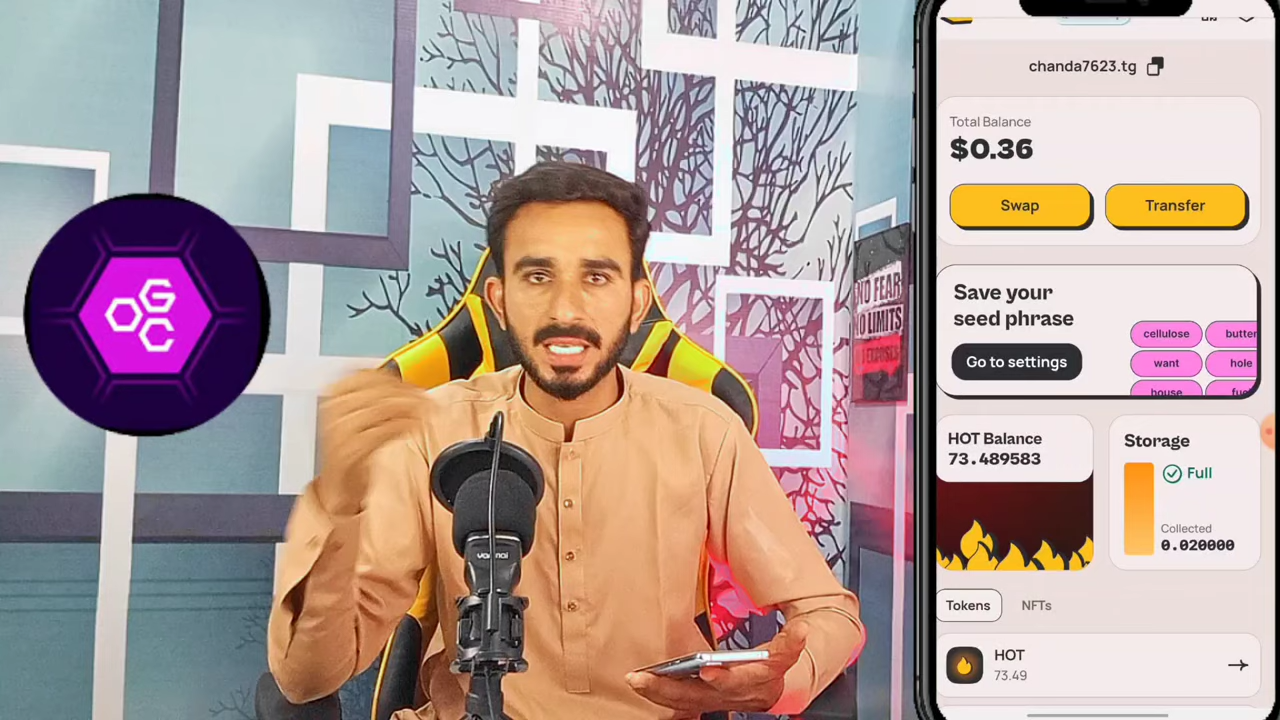 OGC
NO FEAR
NO LIMITS
chanda7623.tg
Total Balance
$0.36
Swap
Transfer
Save your
seed phrase
Go to settings
cellulose
butter
want
hole
house
HOT Balance
73.489583
Storage
Full
Collected
0.020000
Tokens
NFTs
HOT
73.49